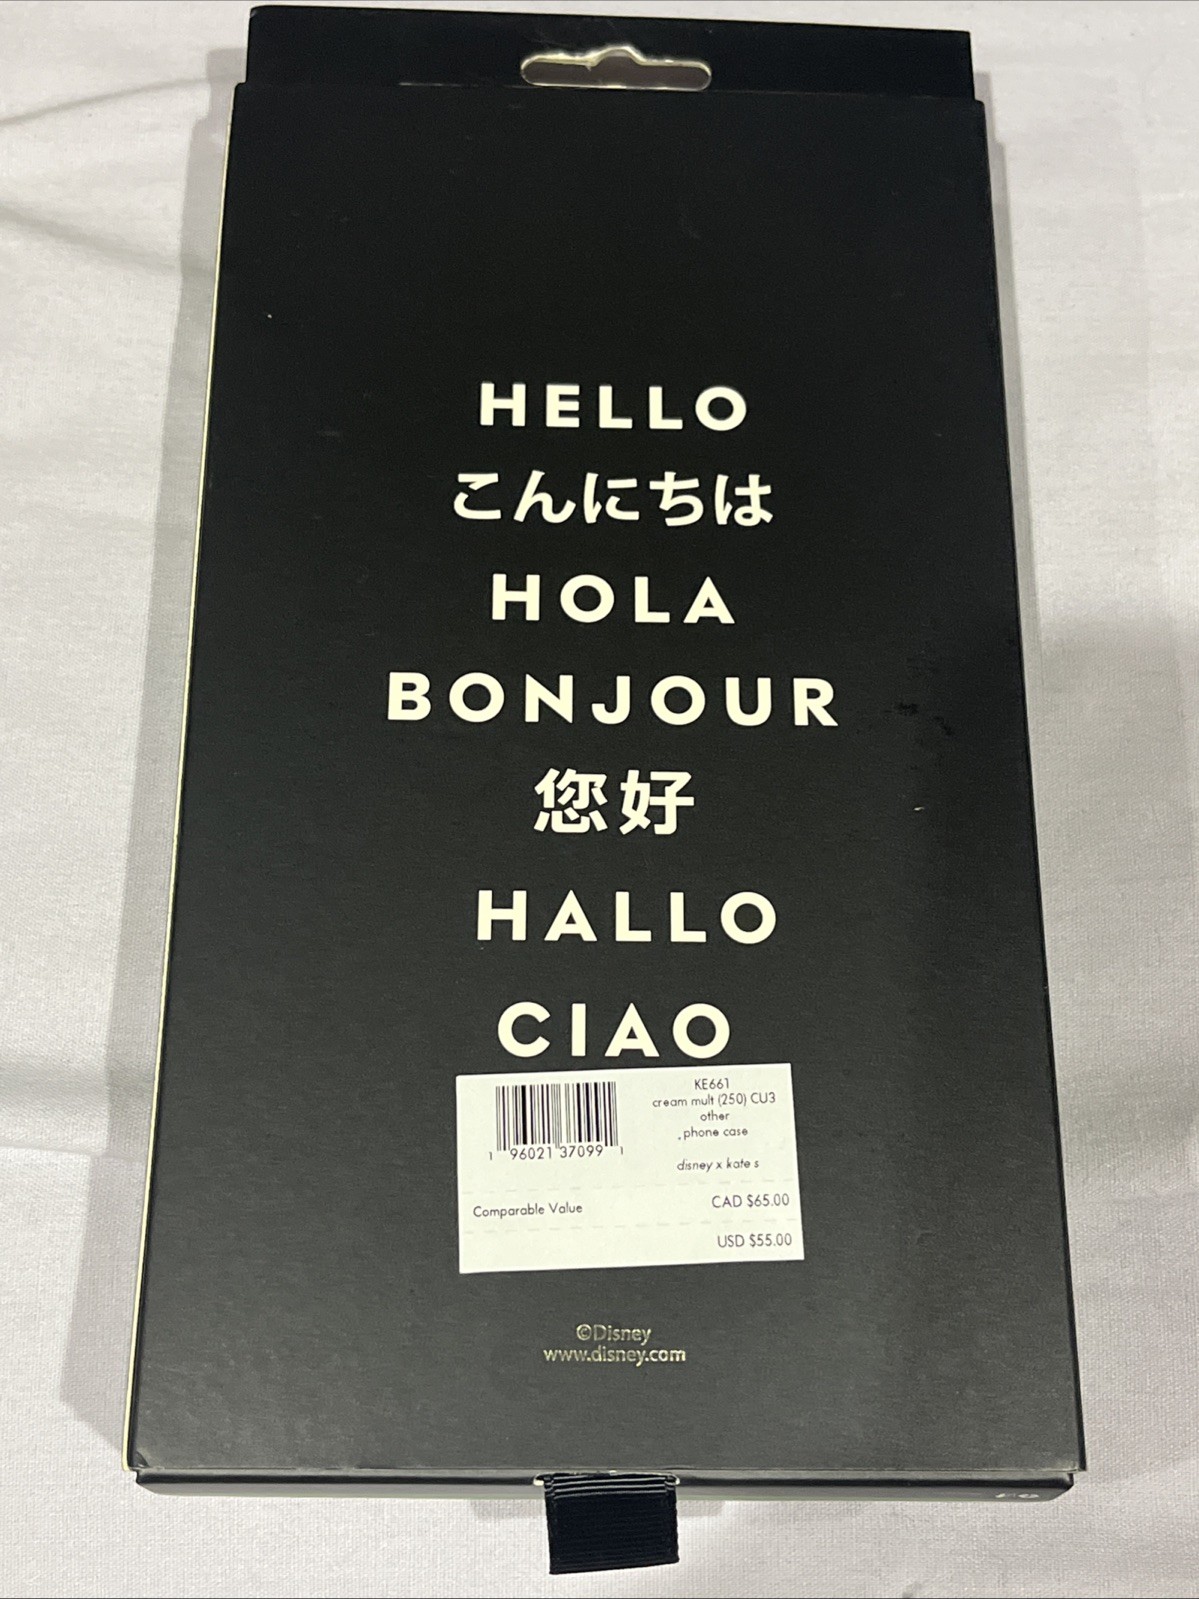 HELLO
こんにちは
HOLA
BONJOUR
您好
HALLO
CIAO
KE661
cream mult (250) CU3
other
phone case
disney x kate s
1 96021 37099 1
Comparable Value
CAD $65.00
USD $55.00
©Disney
www.disney.com